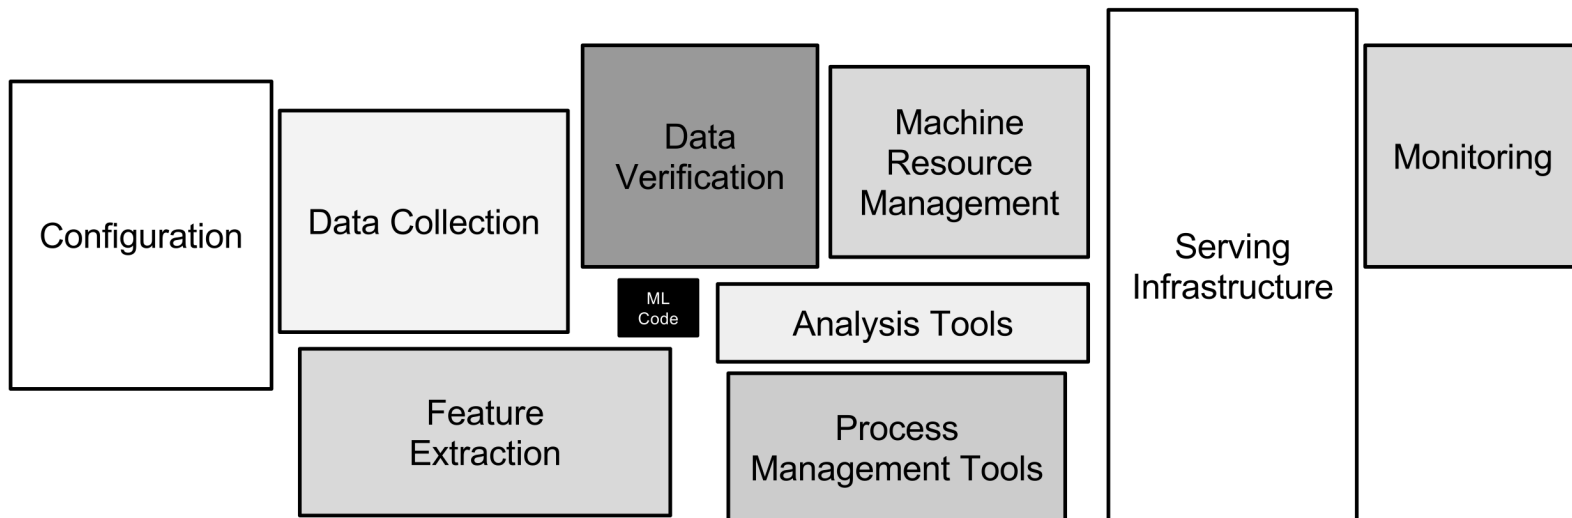 Configuration
Data Collection
Feature
Extraction
Data
Verification
ML
Code
Machine
Resource
Management
Analysis Tools
Process
Management Tools
Serving
Infrastructure
Monitoring